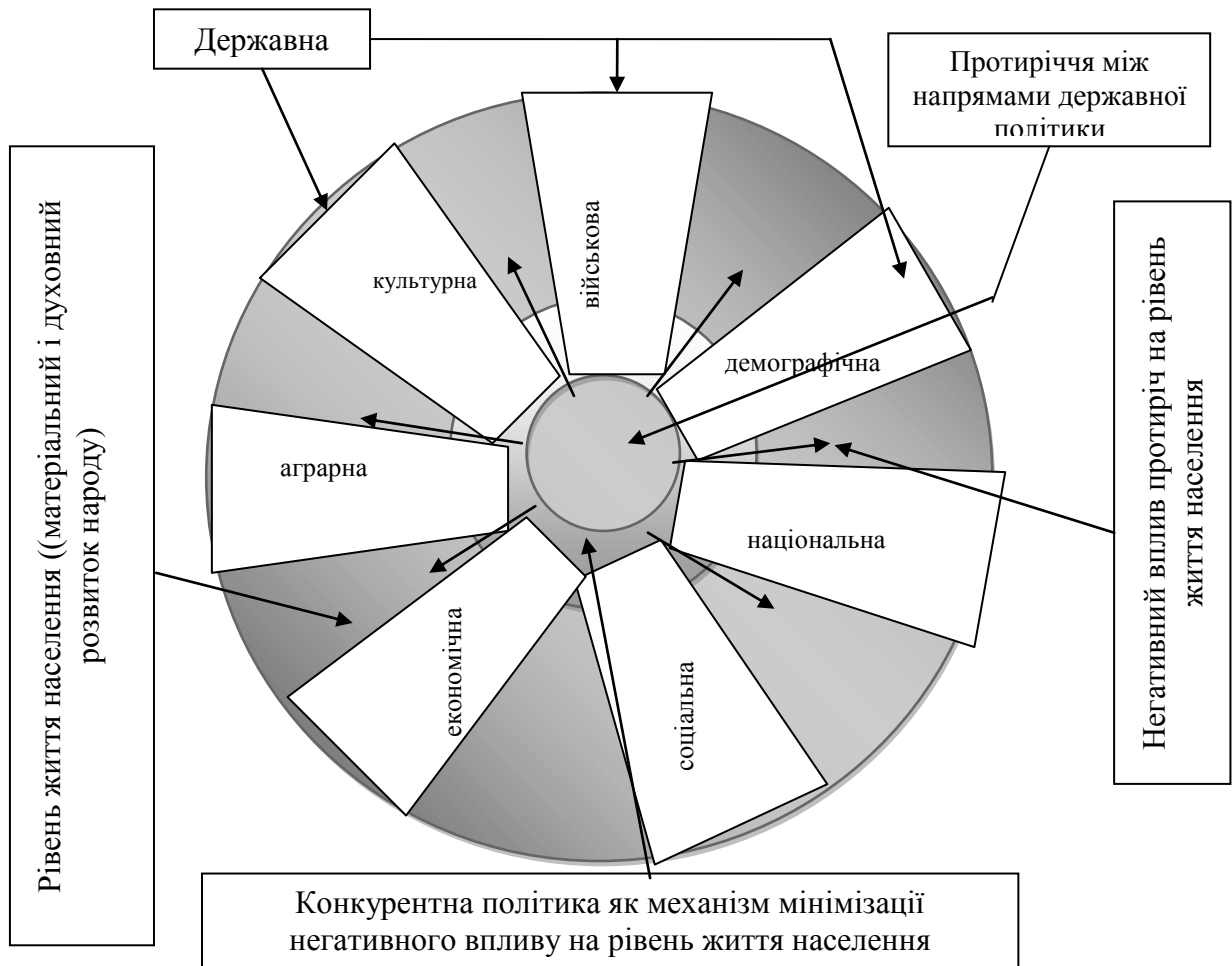 Державна
Протиріччя між
напрямами державної
політики
військова
культурна
демографічна
аграрна
національна
економічна
соціальна
Рівень життя населення ((матеріальний і духовний
розвиток народу)
Негативний вплив протиріч на рівень
життя населення
Конкурентна політика як механізм мінімізації
негативного впливу на рівень життя населення